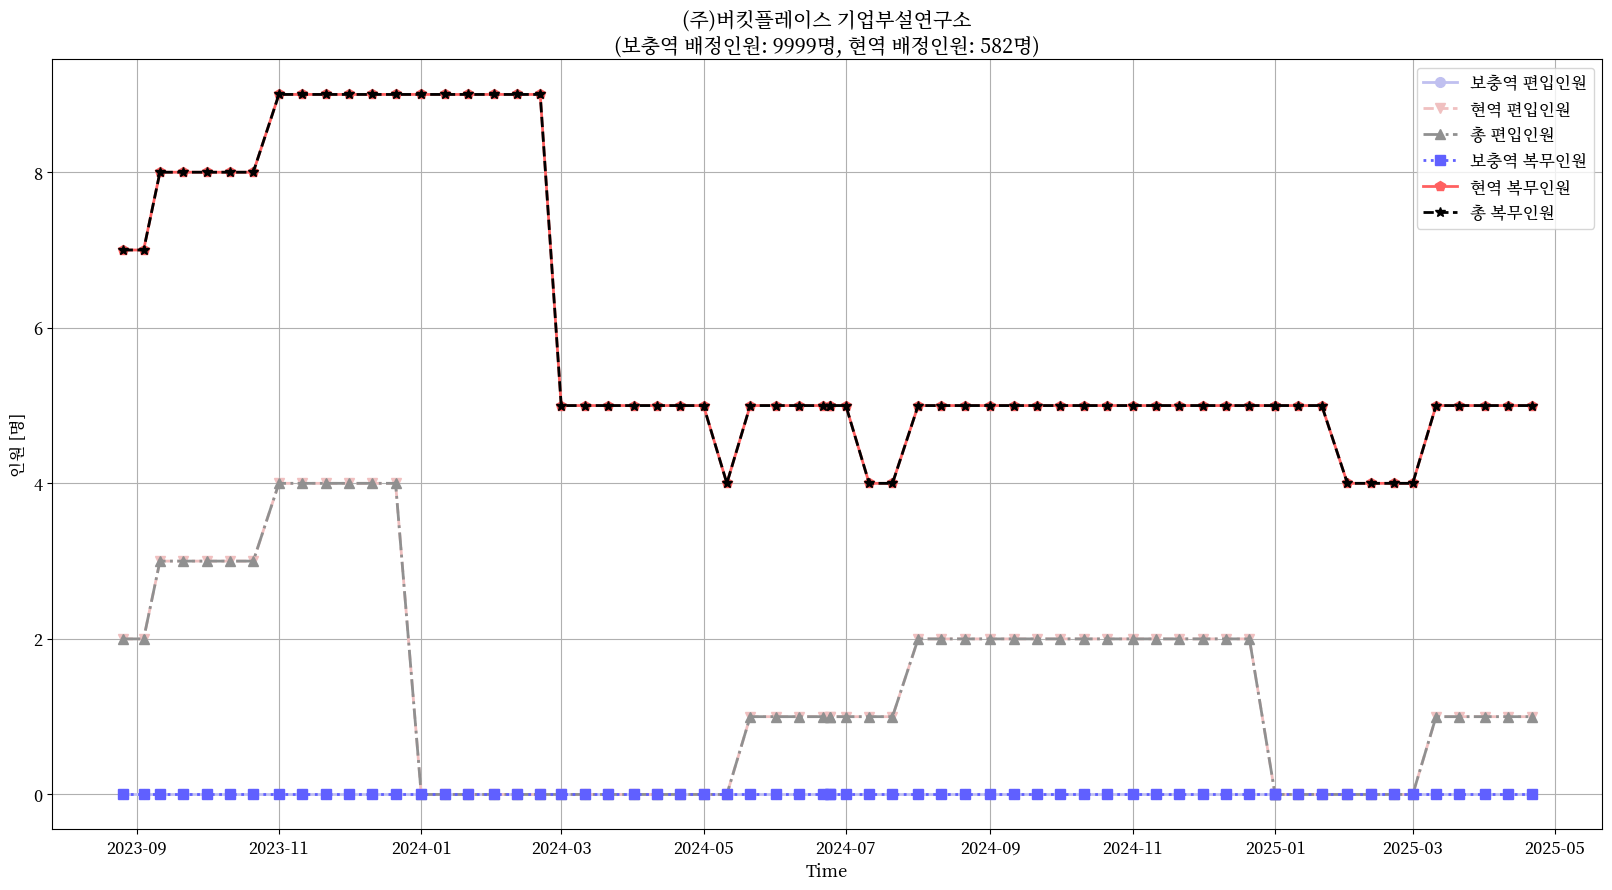 (주)버킷플레이스 기업부설연구소
(보충역 배정인원: 9999명, 현역 배정인원: 582명)
보충역 편입인원
현역 편입인원
총 편입인원
보충역 복무인원
현역 복무인원
총 복무인원
8
6
4
2
0
인원 [명]
2023-09 2023-11 2024-01 2024-03 2024-05 2024-07 2024-09 2024-11 2025-01 2025-03 2025-05
Time